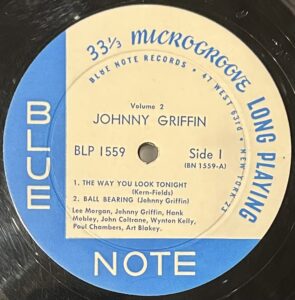 33⅓ MICROGROOVE LONG PLAYING
BLUE NOTE RECORDS • 47 WEST 63rd • NEW YORK 23
Volume 2
JOHNNY GRIFFIN
BLP 1559
Side 1
(BN 1559-A)
1. THE WAY YOU LOOK TONIGHT
(Kern-Fields)
2. BALL BEARING (Johnny Griffin)
Lee Morgan, Johnny Griffin, Hank
Mobley, John Coltrane, Wynton Kelly,
Paul Chambers, Art Blakey.
BLUE
NOTE